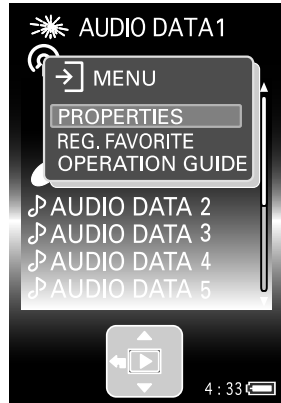 AUDIO DATA1
MENU
PROPERTIES
REG. FAVORITE
OPERATION GUIDE
AUDIO DATA 2
AUDIO DATA 3
AUDIO DATA 4
AUDIO DATA 5
4:33